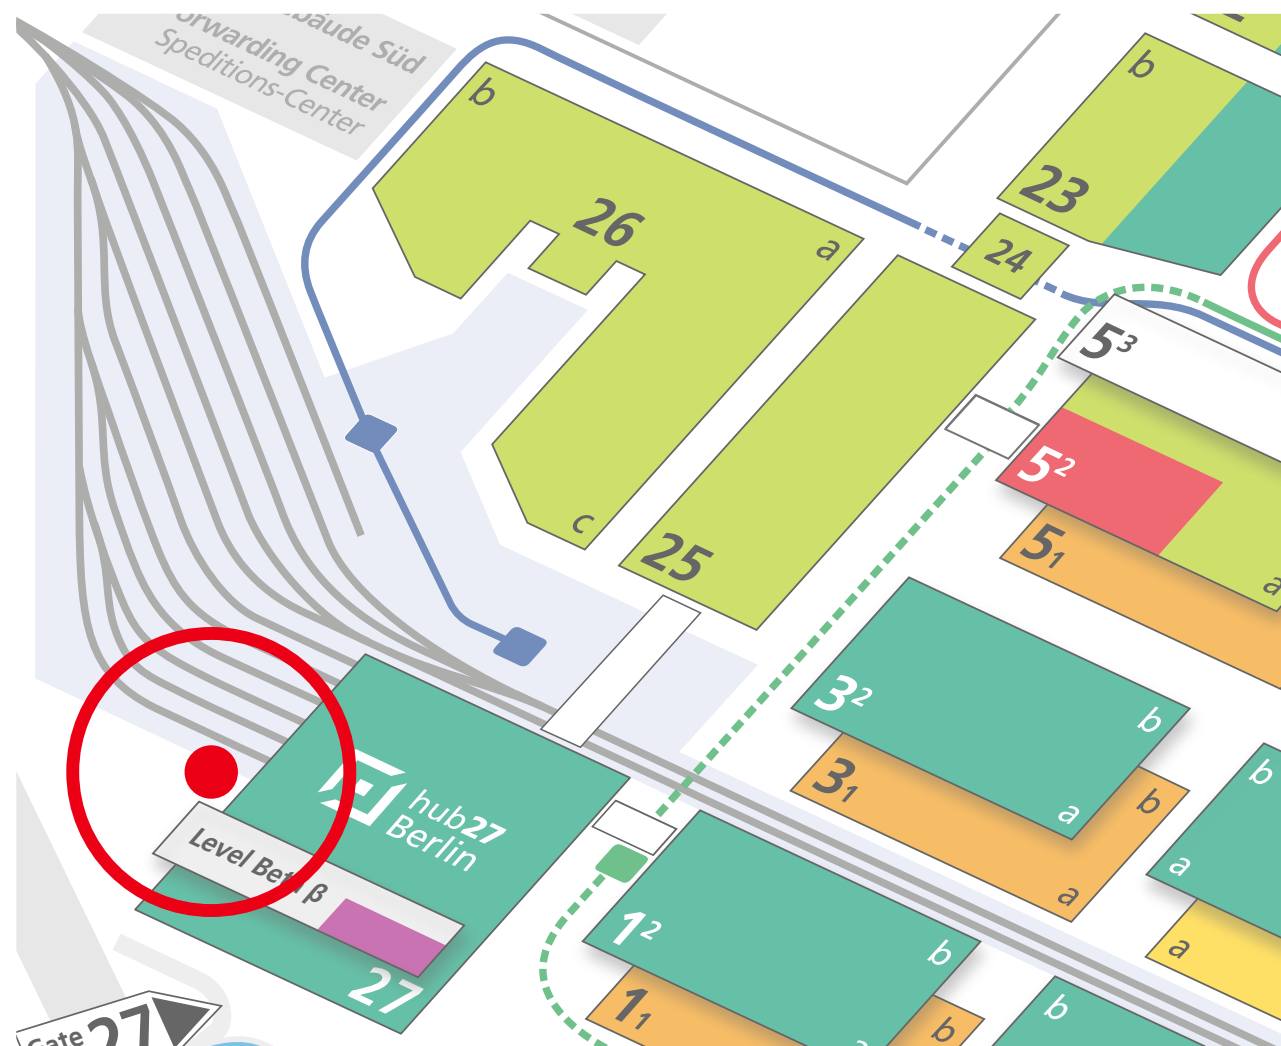 Süd
Forwarding Center
Speditions-Center
b
26
a
c
25
b
23
24
5³
5²
5₁
a
3²
b
a
3₁
b
a
b
a
a
hub27
Berlin
Level Beta β
27
Gate 27
1²
b
1₁
b
b